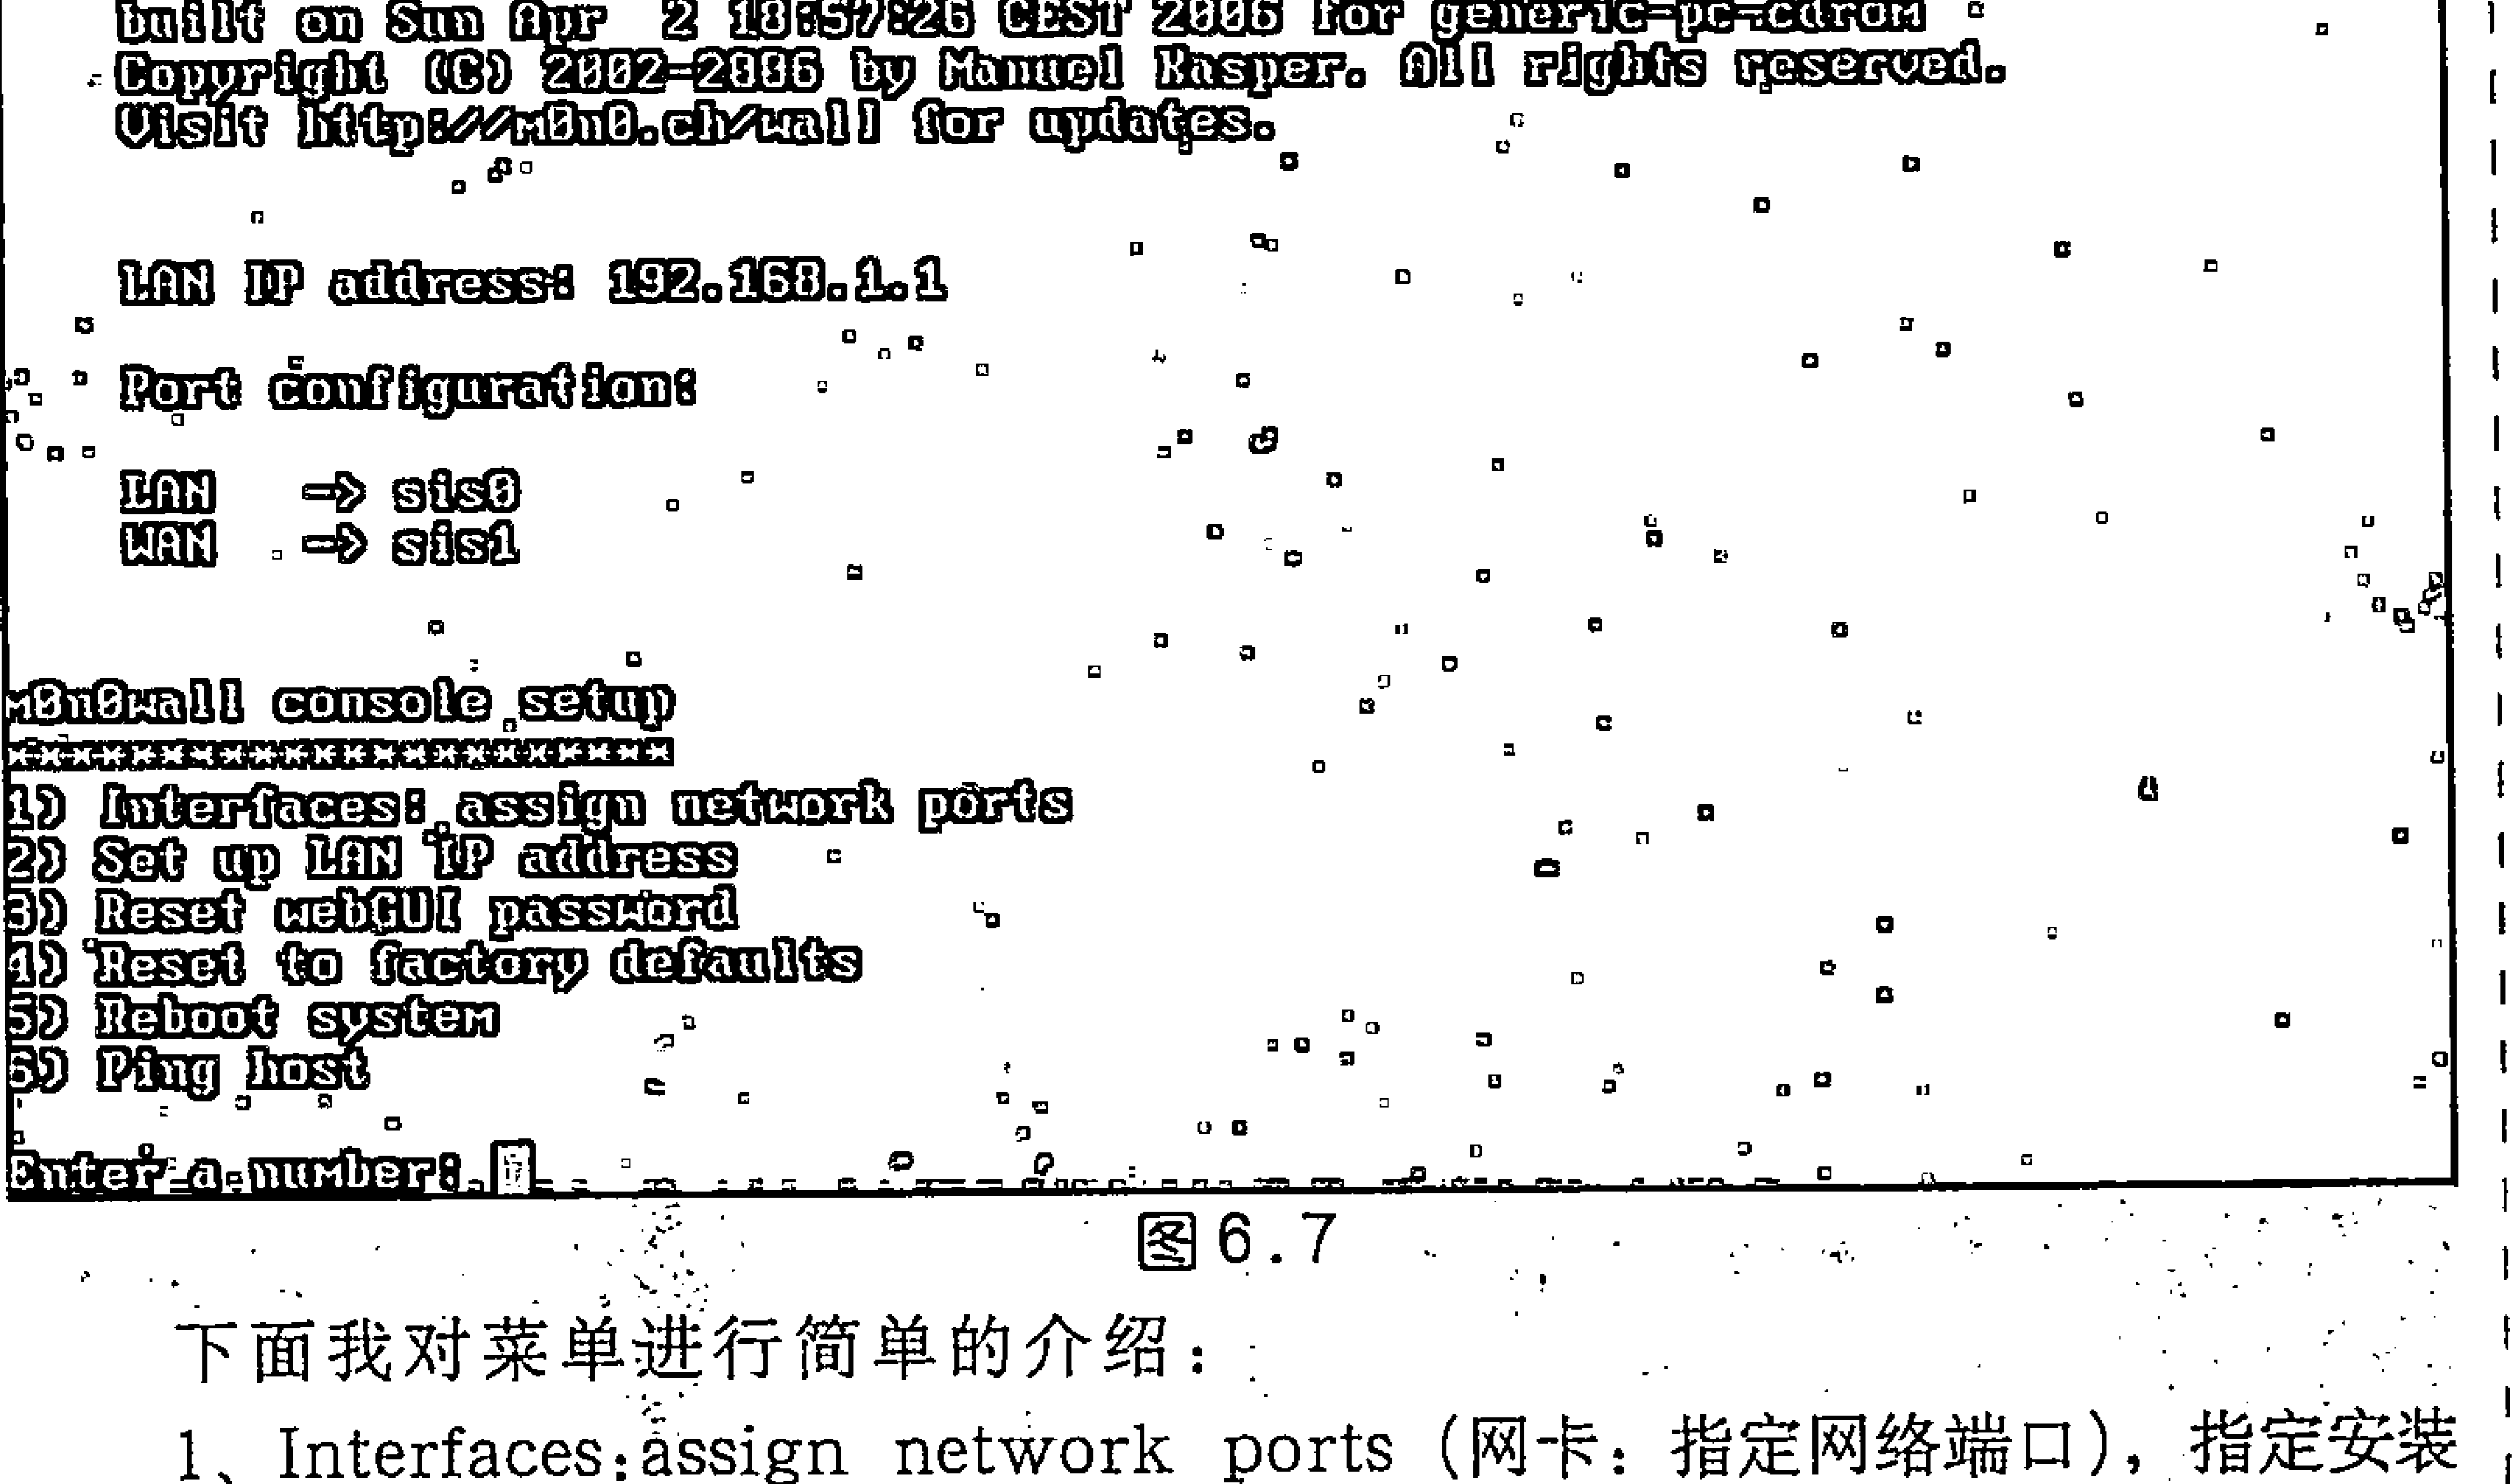 built on Sun Apr  2 18:57:26 CEST 2006 for generic-pc-cdrom
Copyright (C) 2002-2006 by Manuel Kasper. All rights reserved.
Visit http://m0n0.ch/wall for updates.
LAN IP address: 192.168.1.1
Port configuration:
LAN   -> sis0
WAN   -> sis1
m0n0wall console setup
**********************
1) Interfaces: assign network ports
2) Set up LAN IP address
3) Reset webGUI password
4) Reset to factory defaults
5) Reboot system
6) Ping host
Enter a number:
图6.7
下面我对菜单进行简单的介绍：
1、Interfaces:assign network ports（网卡：指定网络端口），指定安装